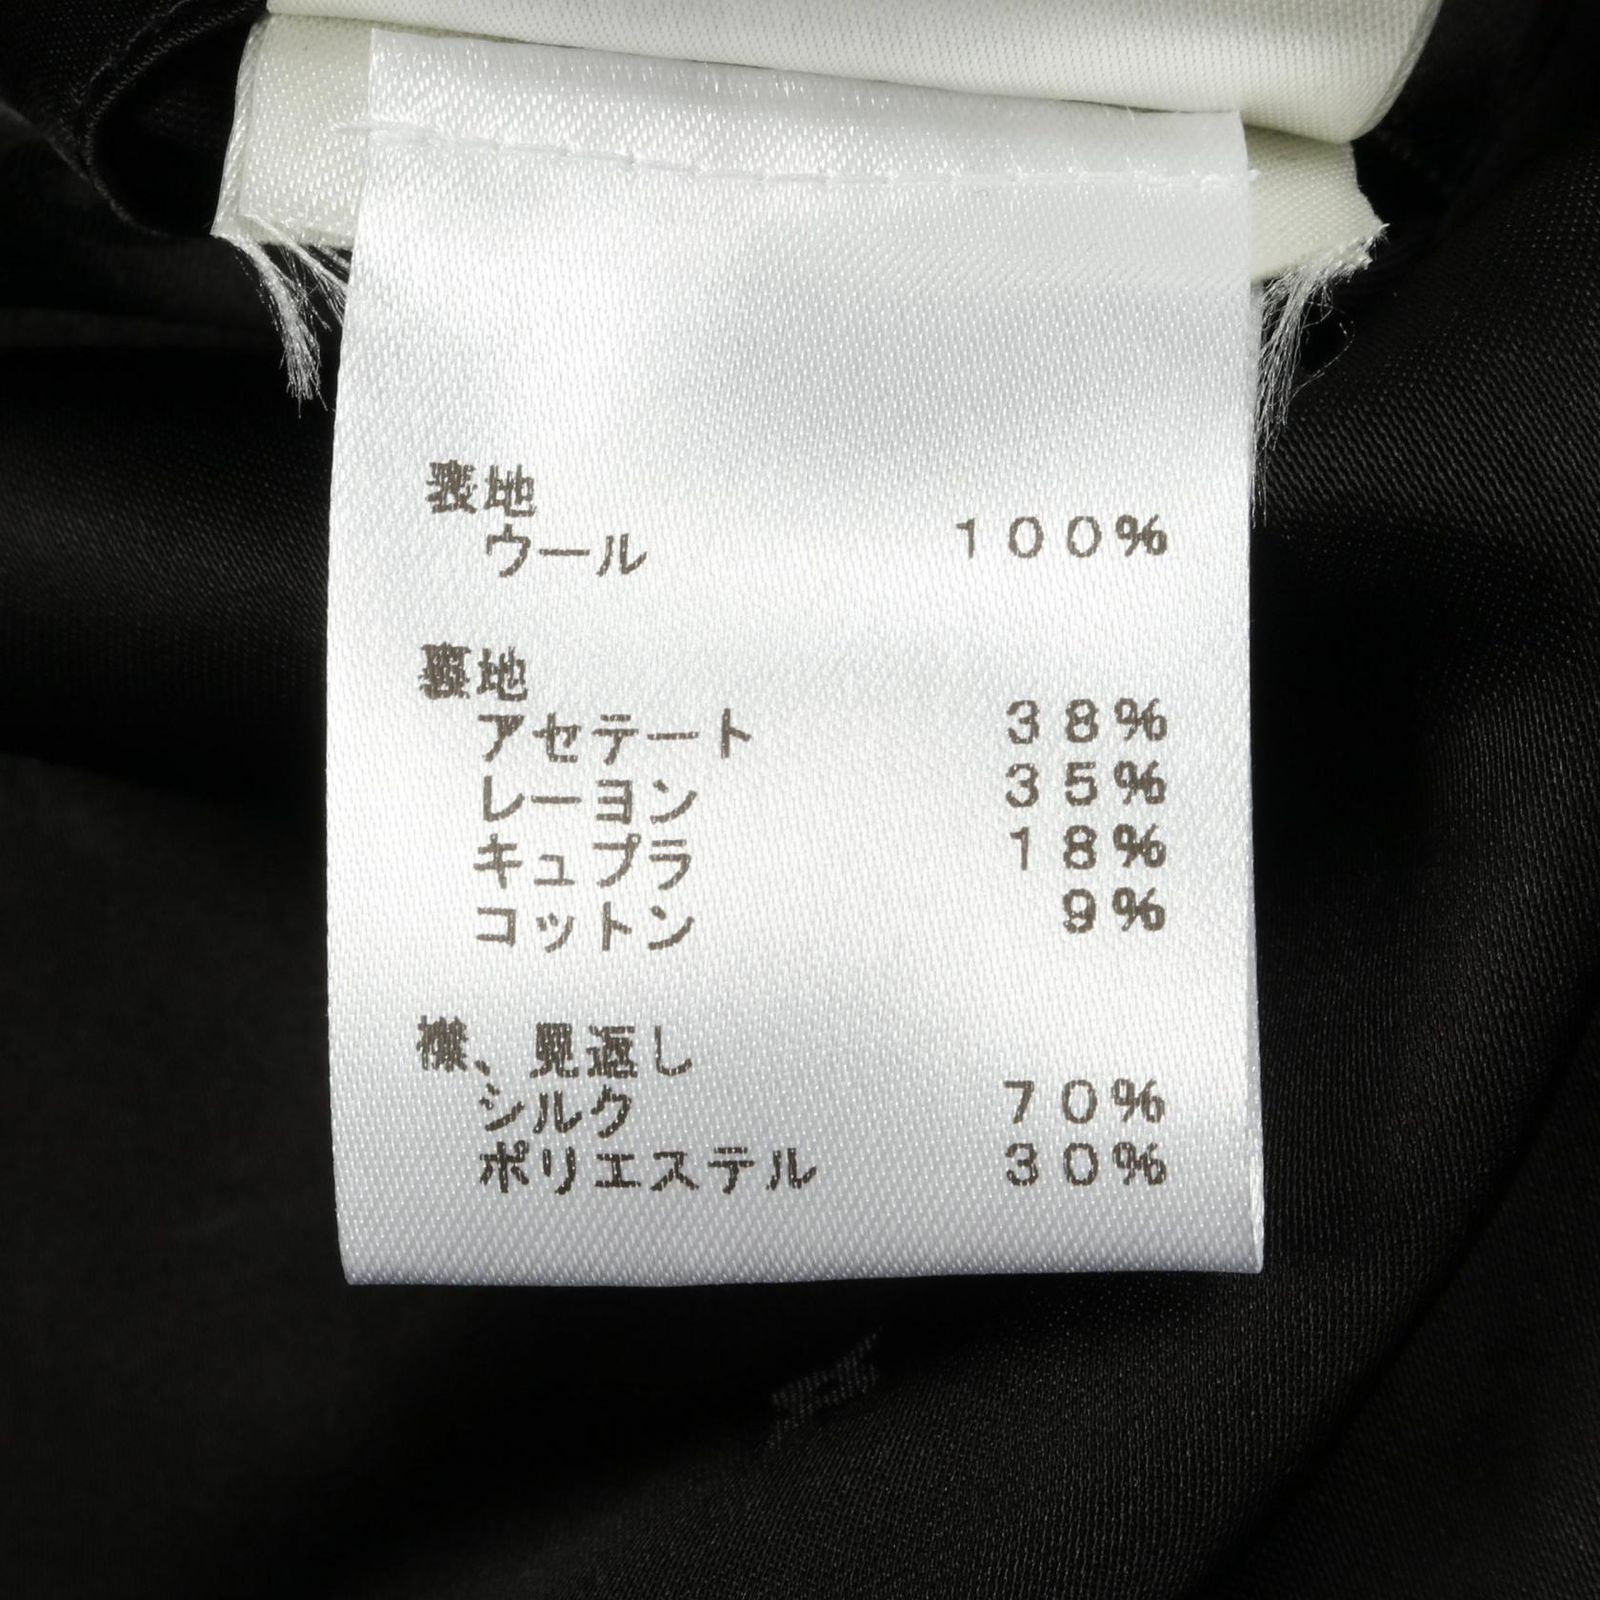 表地
ウール 100%
裏地
アセテート 38%
レーヨン 35%
キュプラ 18%
コットン 9%
襟、見返し
シルク 70%
ポリエステル 30%